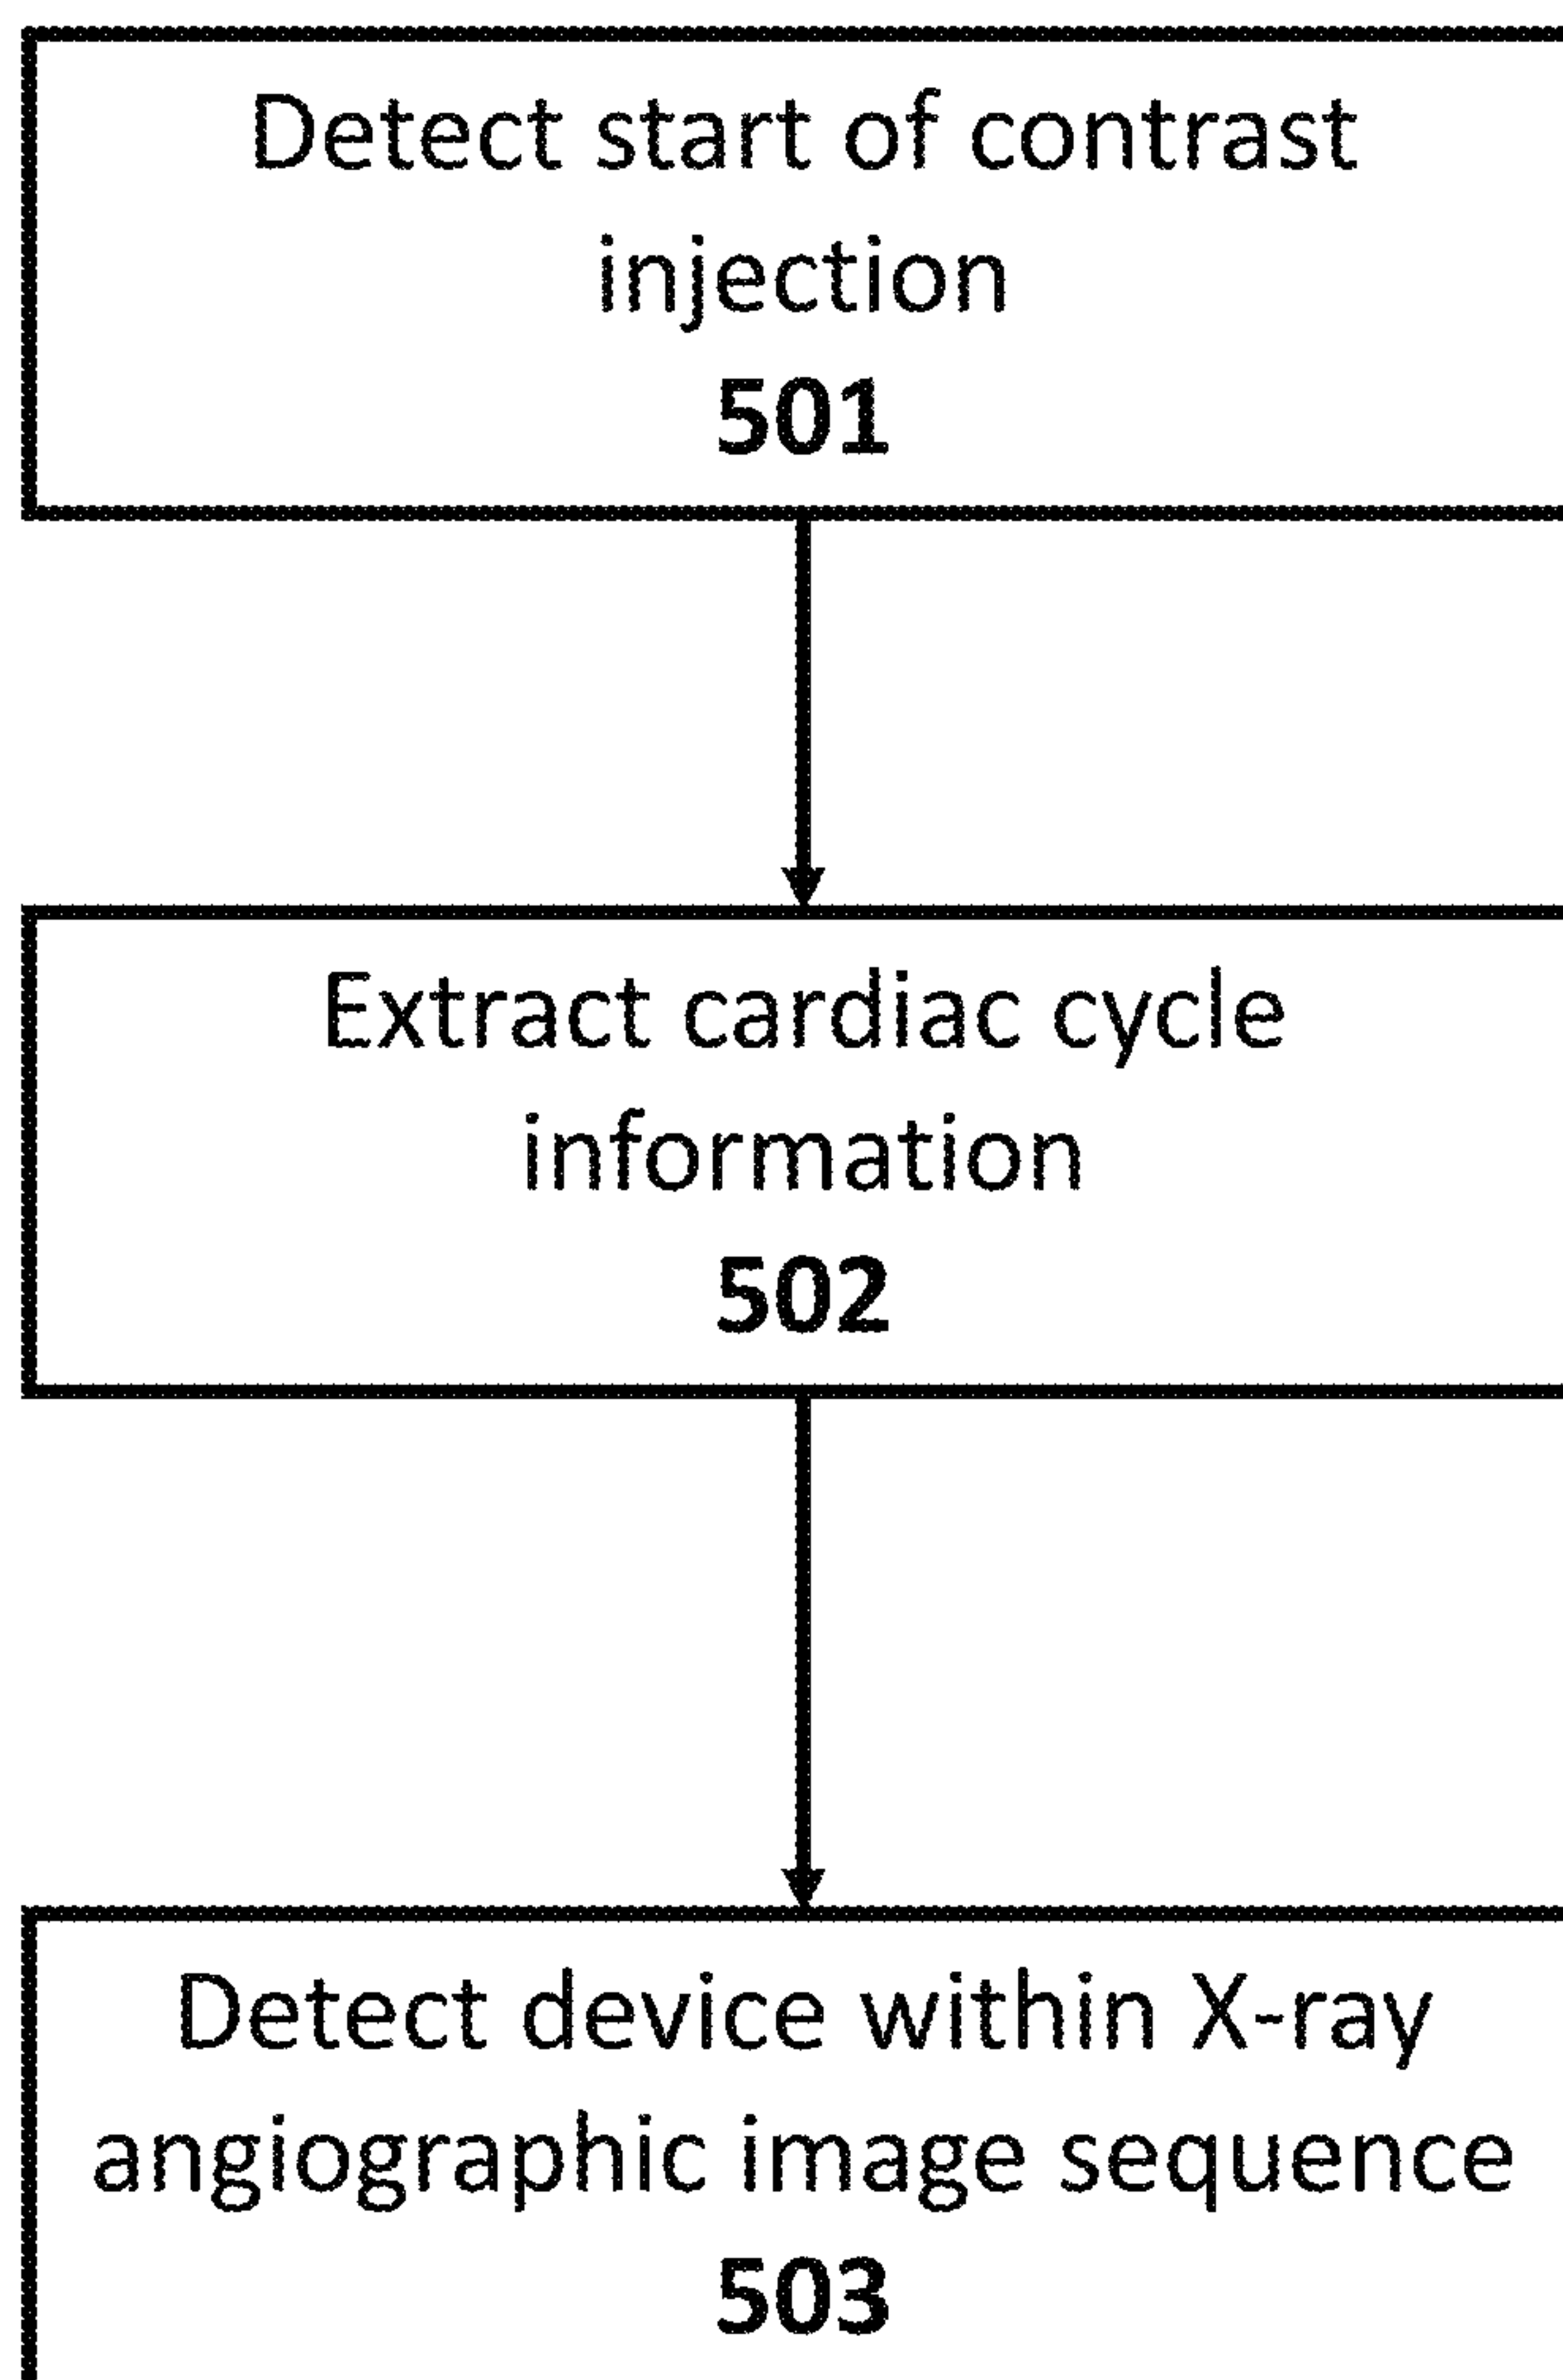 Detect start of contrast
injection
501
Extract cardiac cycle
information
502
Detect device within X-ray
angiographic image sequence
503